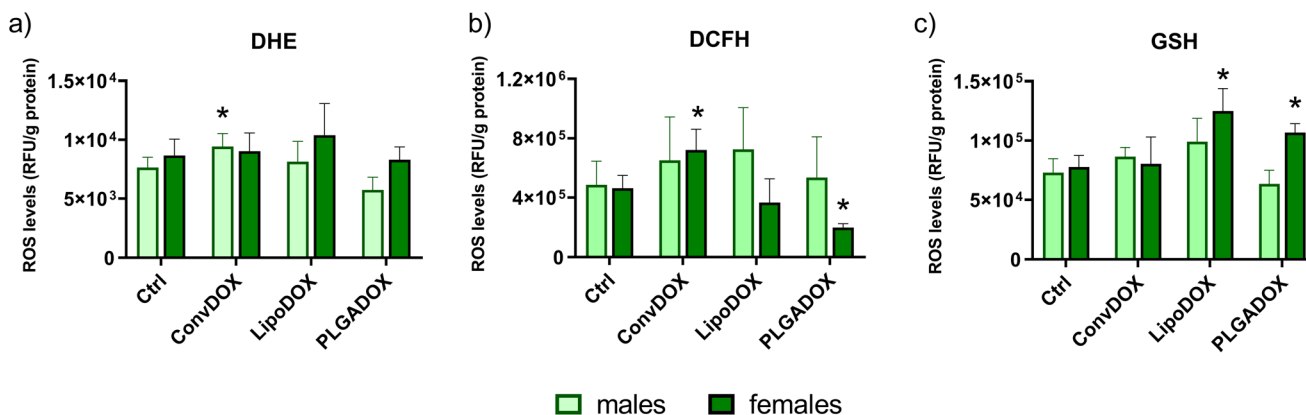 a)
DHE
ROS levels (RFU/g protein)
1.5×10⁴
1×10⁴
5×10³
0
*
Ctrl
ConvDOX
LipoDOX
PLGADOX
b)
DCFH
ROS levels (RFU/g protein)
1.2×10⁶
8×10⁵
4×10⁵
0
*
*
Ctrl
ConvDOX
LipoDOX
PLGADOX
c)
GSH
ROS levels (RFU/g protein)
1.5×10⁵
1×10⁵
5×10⁴
0
*
*
Ctrl
ConvDOX
LipoDOX
PLGADOX
males females